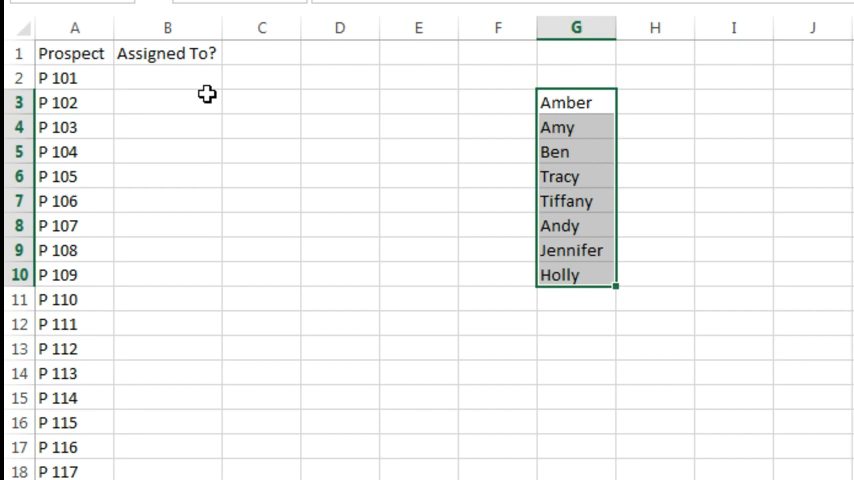 A B C D E F G H I J
1 Prospect Assigned To?
2 P 101
3 P 102 Amber
4 P 103 Amy
5 P 104 Ben
6 P 105 Tracy
7 P 106 Tiffany
8 P 107 Andy
9 P 108 Jennifer
10 P 109 Holly
11 P 110
12 P 111
13 P 112
14 P 113
15 P 114
16 P 115
17 P 116
18 P 117